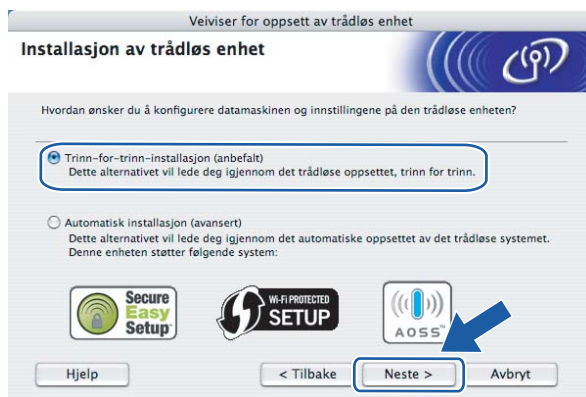 Veiviser for oppsett av trådløs enhet
Installasjon av trådløs enhet
Hvordan ønsker du å konfigurere datamaskinen og innstillingene på den trådløse enheten?
Trinn-for-trinn-installasjon (anbefalt)
Dette alternativet vil lede deg igjennom det trådløse oppsettet, trinn for trinn.
Automatisk installasjon (avansert)
Dette alternativet vil lede deg igjennom det automatiske oppsettet av det trådløse systemet.
Denne enheten støtter følgende system:
Secure
Easy
Setup
WI-FI PROTECTED
SETUP
AOSS™
Hjelp
< Tilbake
Neste >
Avbryt